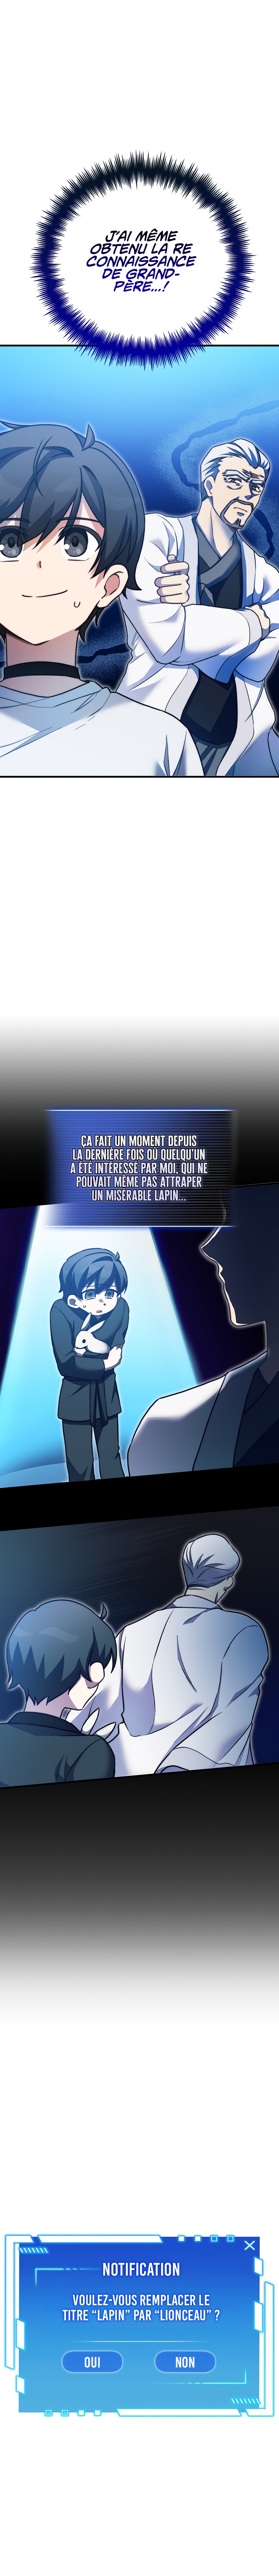 J'AI MÊME
OBTENU LA RE
CONNAISSANCE
DE GRAND-
PÈRE...!
ÇA FAIT UN MOMENT DEPUIS
LA DERNIÈRE FOIS OÙ QUELQU'UN
A ÉTÉ INTÉRESSÉ PAR MOI, QUI NE
POUVAIT MÊME PAS ATTRAPER
UN MISÉRABLE LAPIN...
NOTIFICATION
VOULEZ-VOUS REMPLACER LE
TITRE “LAPIN” PAR “LIONCEAU” ?
OUI
NON